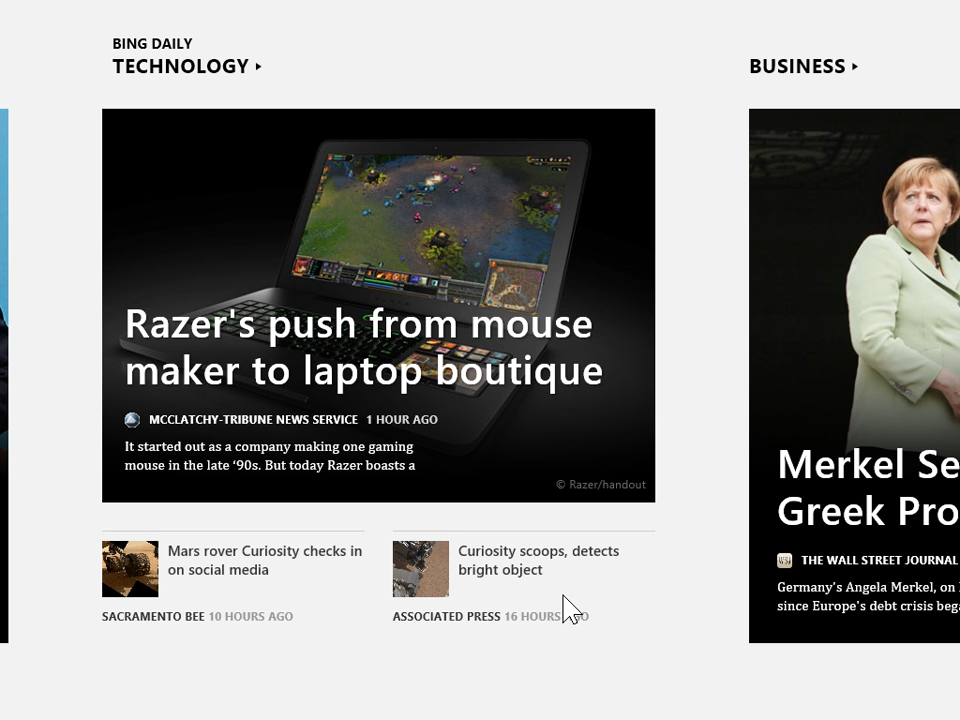 BING DAILY
TECHNOLOGY
Razer's push from mouse
maker to laptop boutique
MCCLATCHY-TRIBUNE NEWS SERVICE 1 HOUR AGO
It started out as a company making one gaming
mouse in the late ‘90s. But today Razer boasts a
© Razer/handout
Mars rover Curiosity checks in
on social media
SACRAMENTO BEE 10 HOURS AGO
Curiosity scoops, detects
bright object
ASSOCIATED PRESS 16 HOURS
BUSINESS
Merkel Se
Greek Pro
THE WALL STREET JOURNAL
Germany's Angela Merkel, on
since Europe's debt crisis bega